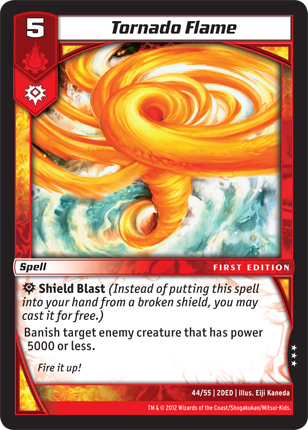 5
Tornado Flame
Spell
FIRST EDITION
Shield Blast (Instead of putting this spell
into your hand from a broken shield, you may
cast it for free.)
Banish target enemy creature that has power
5000 or less.
Fire it up!
44/55 | 2DED | illus. Eiji Kaneda
TM & © 2012 Wizards of the Coast/Shogakukan/Mitsui-Kids.